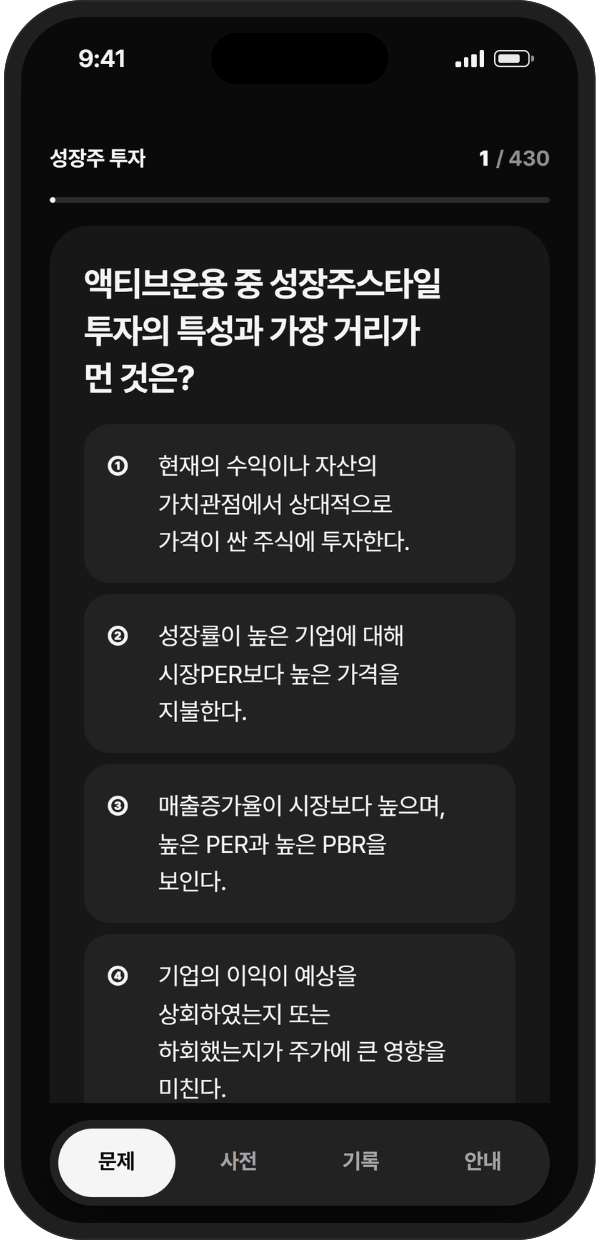 9:41
성장주 투자
1 / 430
액티브운용 중 성장주스타일
투자의 특성과 가장 거리가
먼 것은?
① 현재의 수익이나 자산의
가치관점에서 상대적으로
가격이 싼 주식에 투자한다.
② 성장률이 높은 기업에 대해
시장PER보다 높은 가격을
지불한다.
③ 매출증가율이 시장보다 높으며,
높은 PER과 높은 PBR을
보인다.
④ 기업의 이익이 예상을
상회하였는지 또는
하회했는지가 주가에 큰 영향을
미친다.
문제 사전 기록 안내